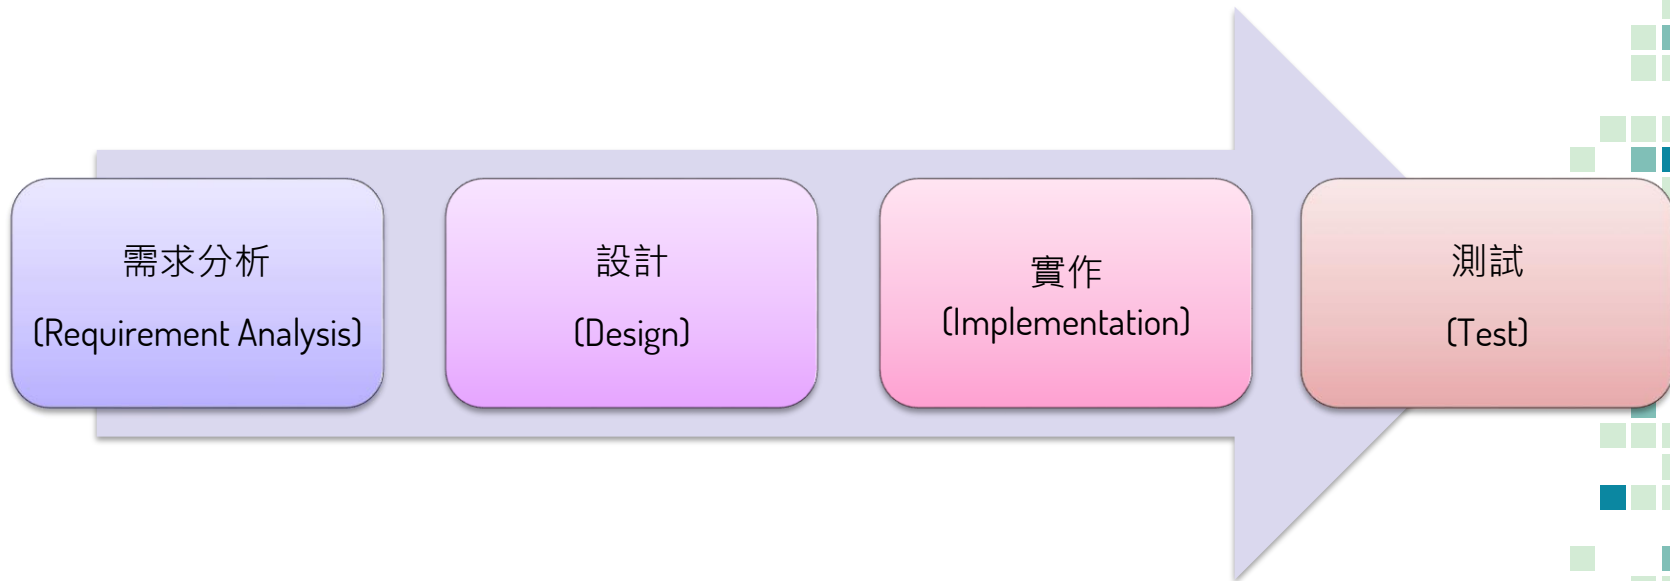 需求分析
(Requirement Analysis)
設計
(Design)
實作
(Implementation)
測試
(Test)